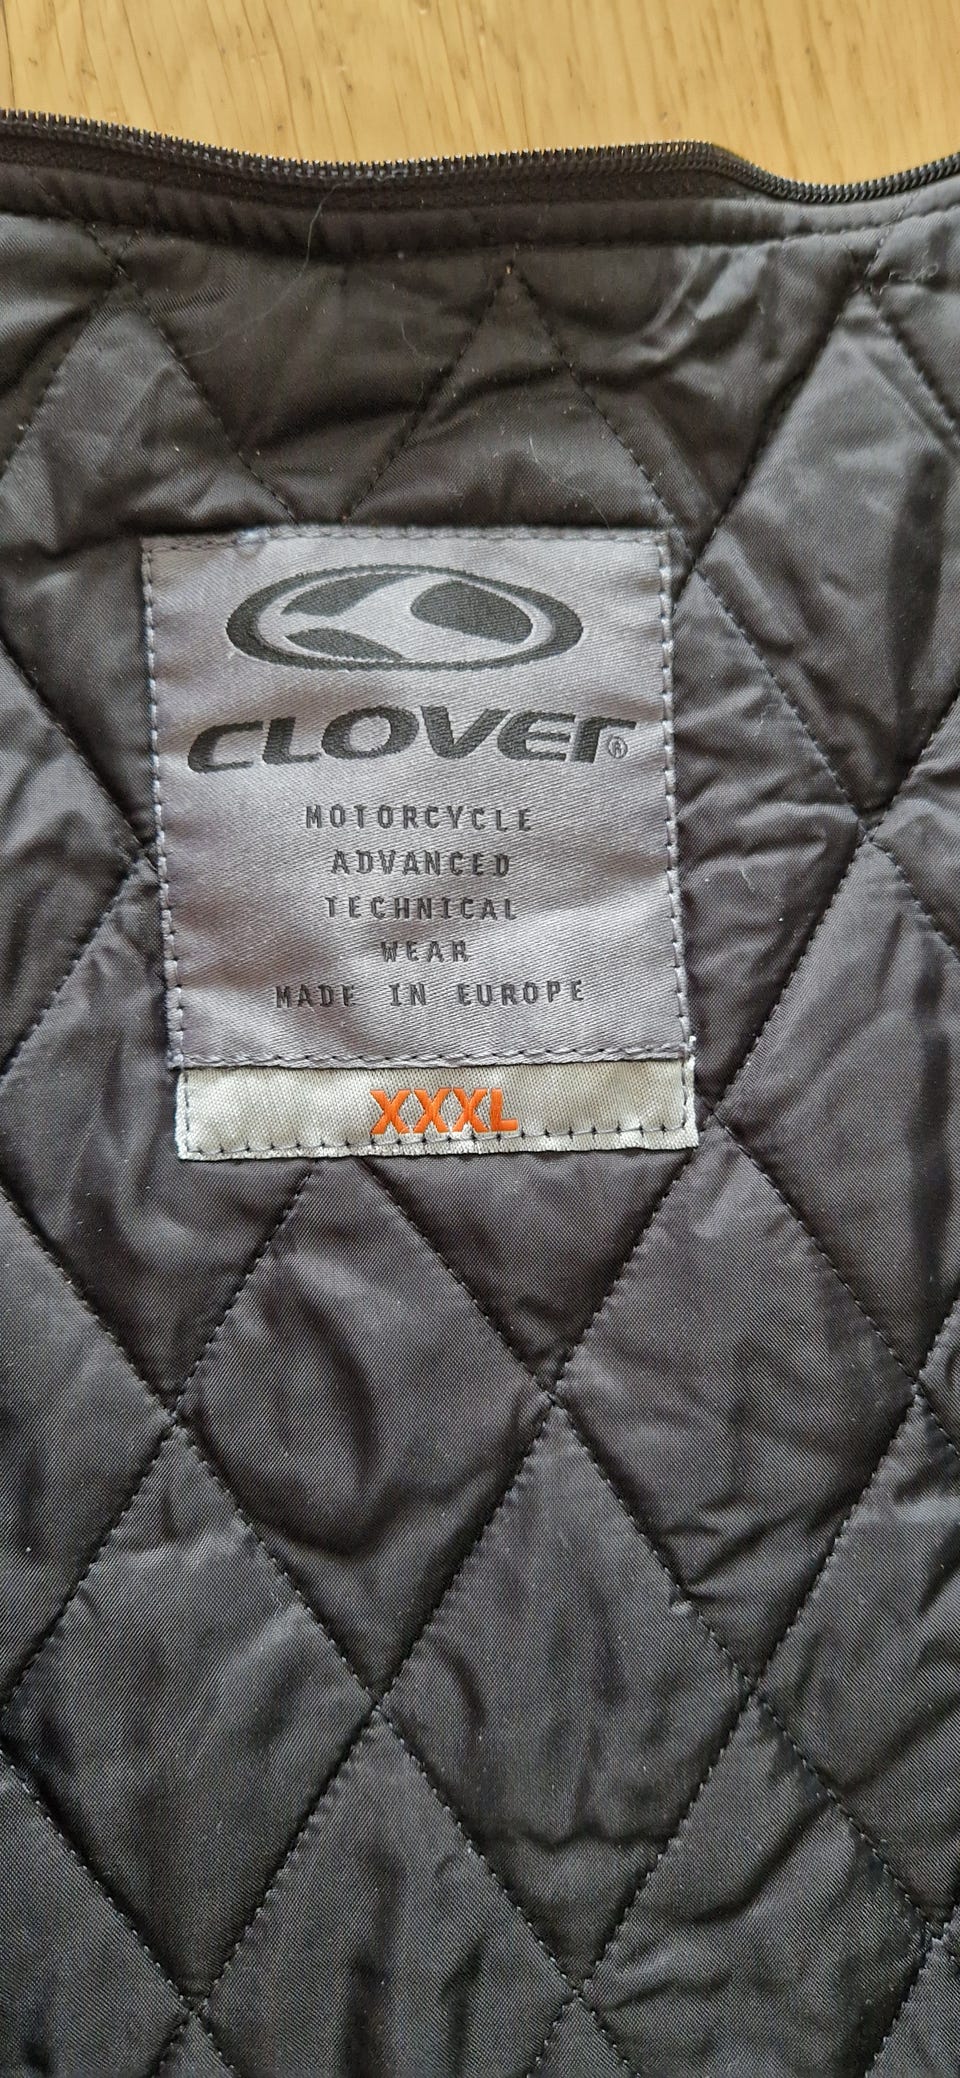 CLOVER®
MOTORCYCLE
ADVANCED
TECHNICAL
WEAR
MADE IN EUROPE
XXXL